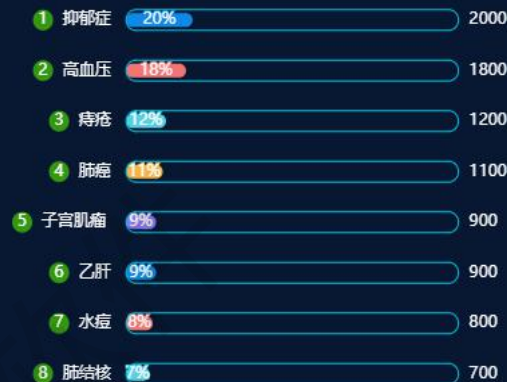 1 抑郁症 20% 2000
2 高血压 18% 1800
3 痔疮 12% 1200
4 肺癌 11% 1100
5 子宫肌瘤 9% 900
6 乙肝 9% 900
7 水痘 8% 800
8 肺结核 7% 700